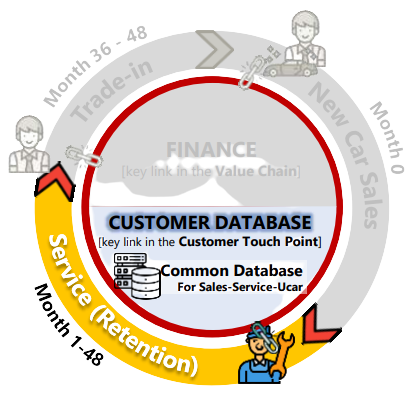 Month 36 - 48
Trade-in
Month 0
New Car Sales
FINANCE
[key link in the Value Chain]
CUSTOMER DATABASE
[key link in the Customer Touch Point]
Common Database
For Sales-Service-Ucar
Service (Retention)
Month 1-48